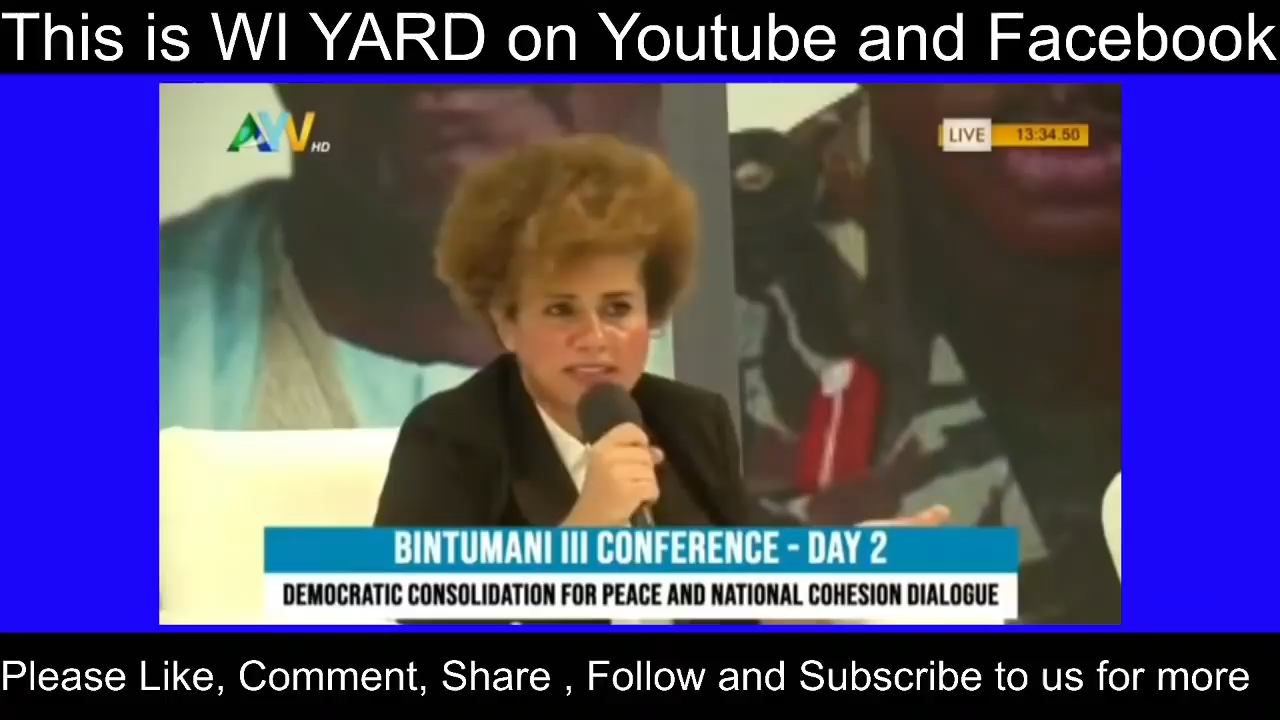 This is WI YARD on Youtube and Facebook
AYV HD
LIVE 13:34.50
BINTUMANI III CONFERENCE - DAY 2
DEMOCRATIC CONSOLIDATION FOR PEACE AND NATIONAL COHESION DIALOGUE
Please Like, Comment, Share , Follow and Subscribe to us for more